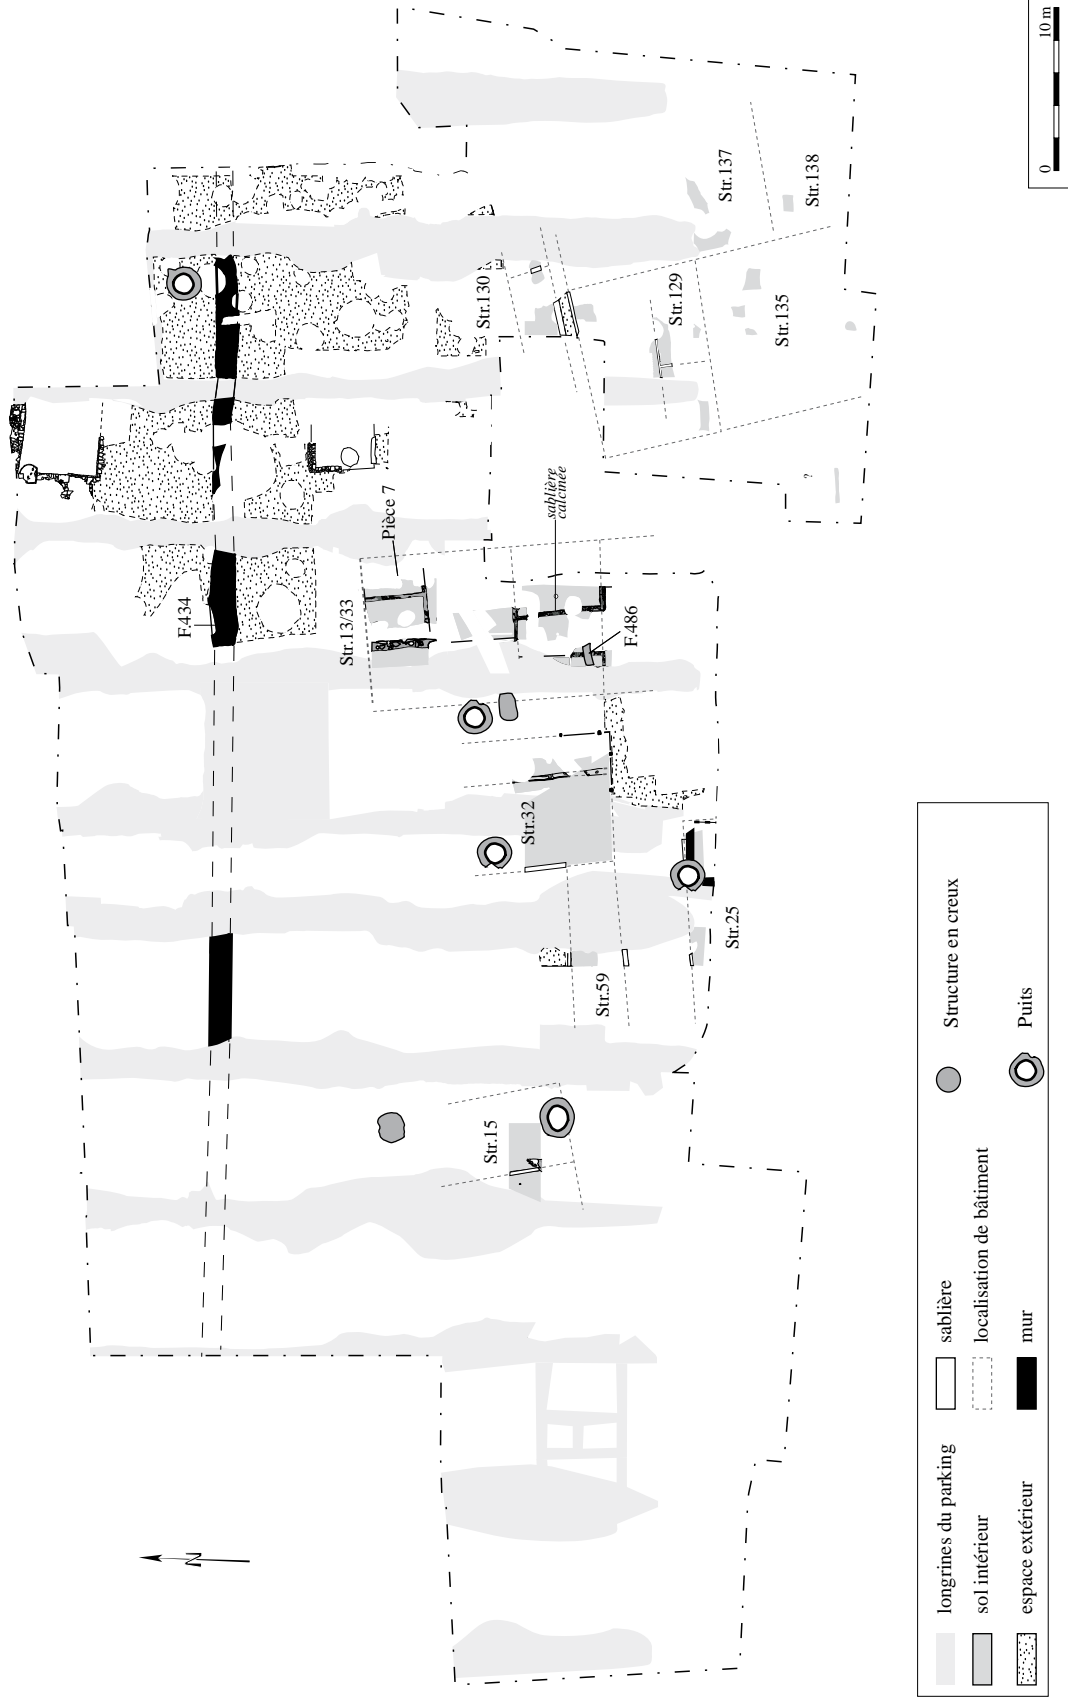 Str.137
Str.138
Str.130
Str.129
Str.135
?
sablière
calcinée
Pièce 7
F.434
Str.13/33
F.486
Str.32
Str.25
Str.59
Str.15
N
0
10 m
longrines du parking
sablière
Structure en creux
sol intérieur
localisation de bâtiment
espace extérieur
mur
Puits